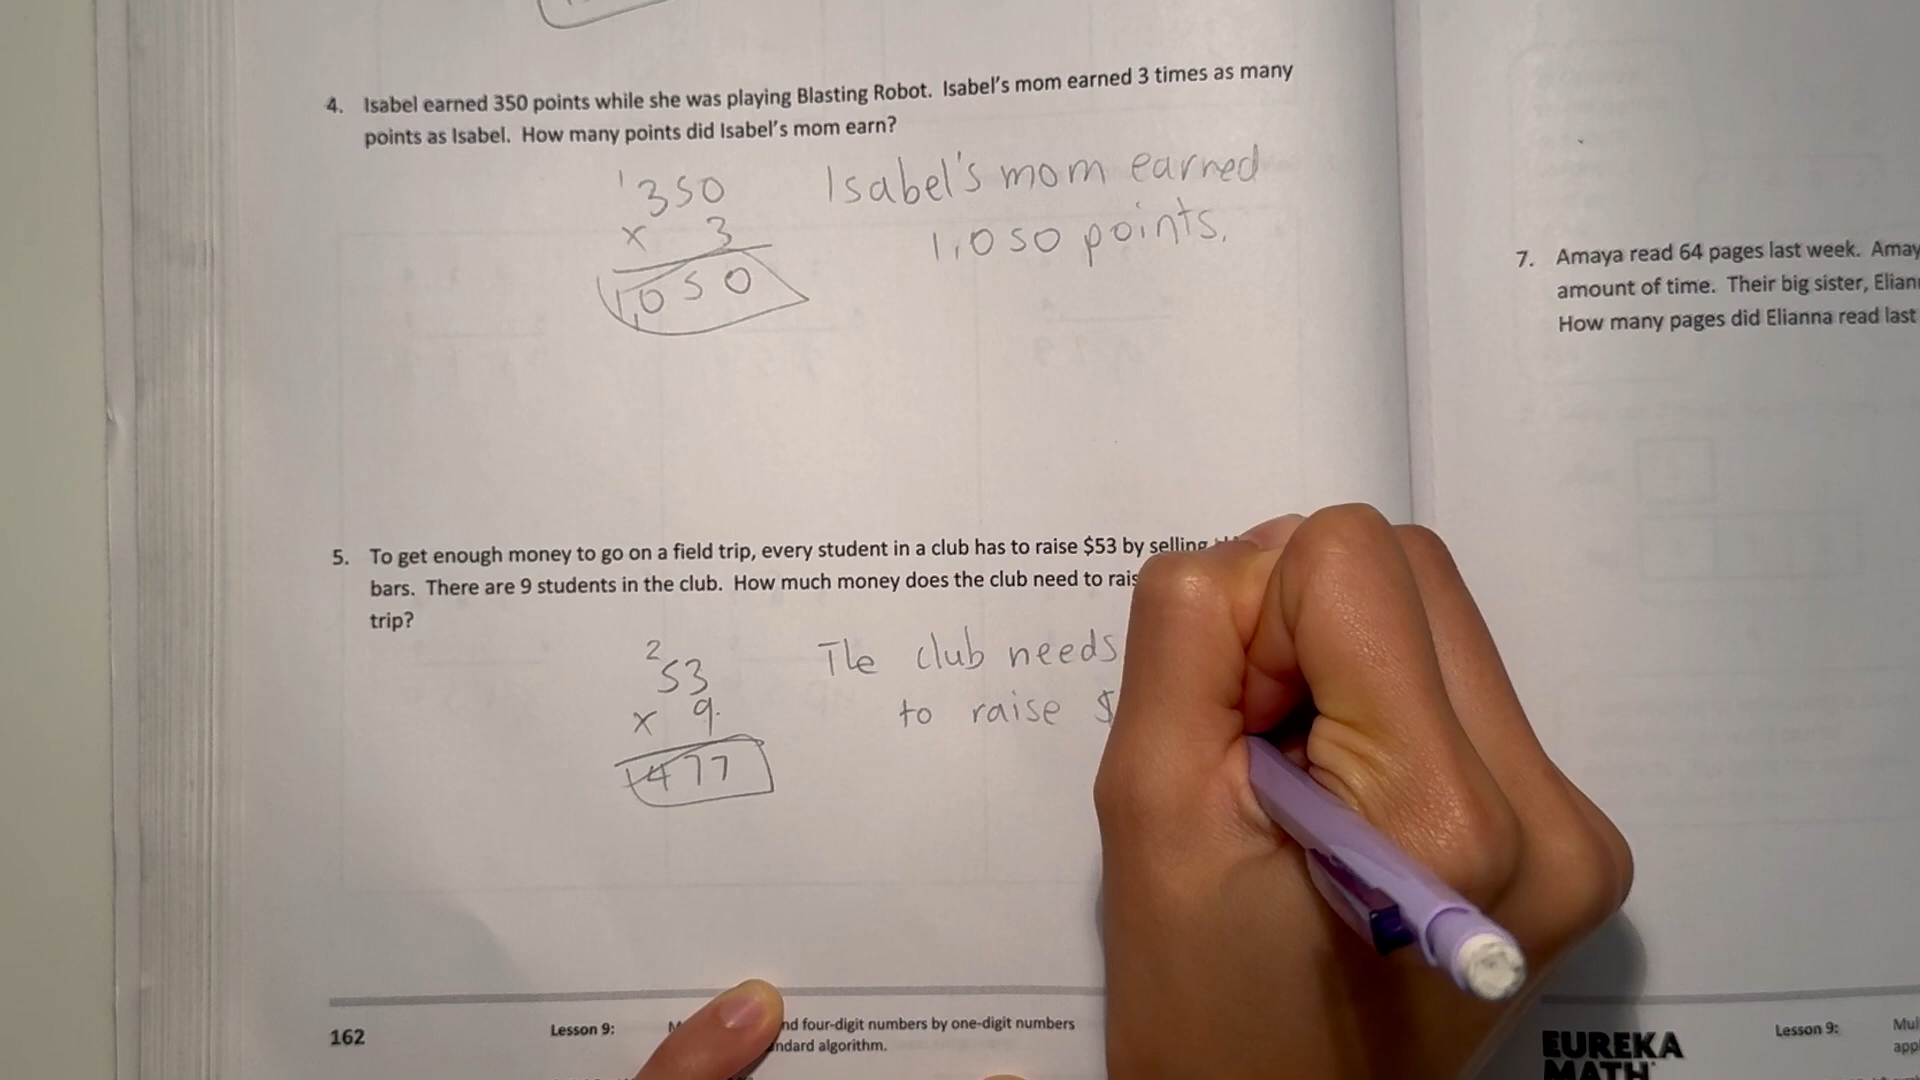 4. Isabel earned 350 points while she was playing Blasting Robot. Isabel's mom earned 3 times as many
points as Isabel. How many points did Isabel's mom earn?
1
350
x 3
1,050
Isabel's mom earned
1,050 points.
5. To get enough money to go on a field trip, every student in a club has to raise $53 by selling
bars. There are 9 students in the club. How much money does the club need to
trip?
2
53
x 9
477
The club needs
to raise $
162
Lesson 9:
four-digit numbers by one-digit numbers
algorithm.
7. Amaya read 64 pages last week.
amount of time. Their big sister,
How many pages did Elianna read last
EUREKA
MATH
Lesson 9: